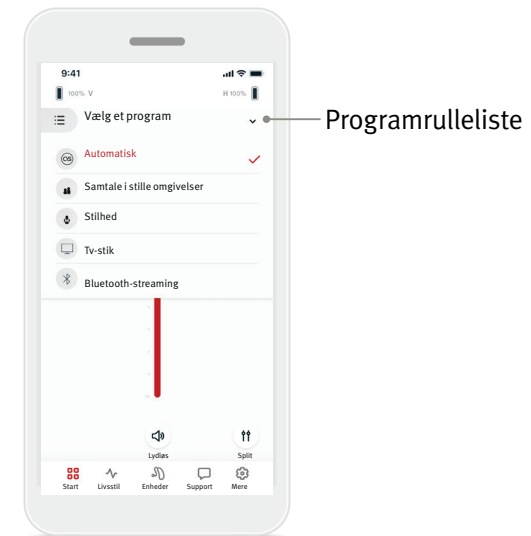 9:41
100% V
H 100%
Vælg et program
Programrulleliste
Automatisk
Samtale i stille omgivelser
Stilhed
Tv-stik
Bluetooth-streaming
Lydløs
Split
Start
Livsstil
Enheder
Support
Mere